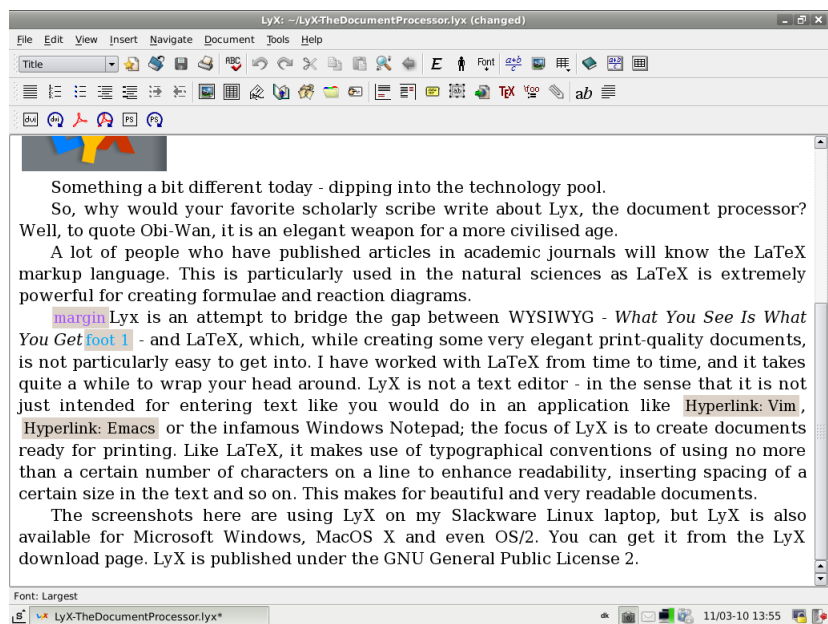 LyX: ~/LyX-TheDocumentProcessor.lyx (changed)
File Edit View Insert Navigate Document Tools Help
Title ABC E Font a+b c a+b
TEX \foo ab
dvi dvi PS PS
LYX
Something a bit different today - dipping into the technology pool.
So, why would your favorite scholarly scribe write about Lyx, the document processor?
Well, to quote Obi-Wan, it is an elegant weapon for a more civilised age.
A lot of people who have published articles in academic journals will know the LaTeX
markup language. This is particularly used in the natural sciences as LaTeX is extremely
powerful for creating formulae and reaction diagrams.
margin Lyx is an attempt to bridge the gap between WYSIWYG - What You See Is What
You Get foot 1 - and LaTeX, which, while creating some very elegant print-quality documents,
is not particularly easy to get into. I have worked with LaTeX from time to time, and it takes
quite a while to wrap your head around. LyX is not a text editor - in the sense that it is not
just intended for entering text like you would do in an application like Hyperlink: Vim ,
Hyperlink: Emacs or the infamous Windows Notepad; the focus of LyX is to create documents
ready for printing. Like LaTeX, it makes use of typographical conventions of using no more
than a certain number of characters on a line to enhance readability, inserting spacing of a
certain size in the text and so on. This makes for beautiful and very readable documents.
The screenshots here are using LyX on my Slackware Linux laptop, but LyX is also
available for Microsoft Windows, MacOS X and even OS/2. You can get it from the LyX
download page. LyX is published under the GNU General Public License 2.
Font: Largest
S LyX-TheDocumentProcessor.lyx* dk 11/03-10 13:55